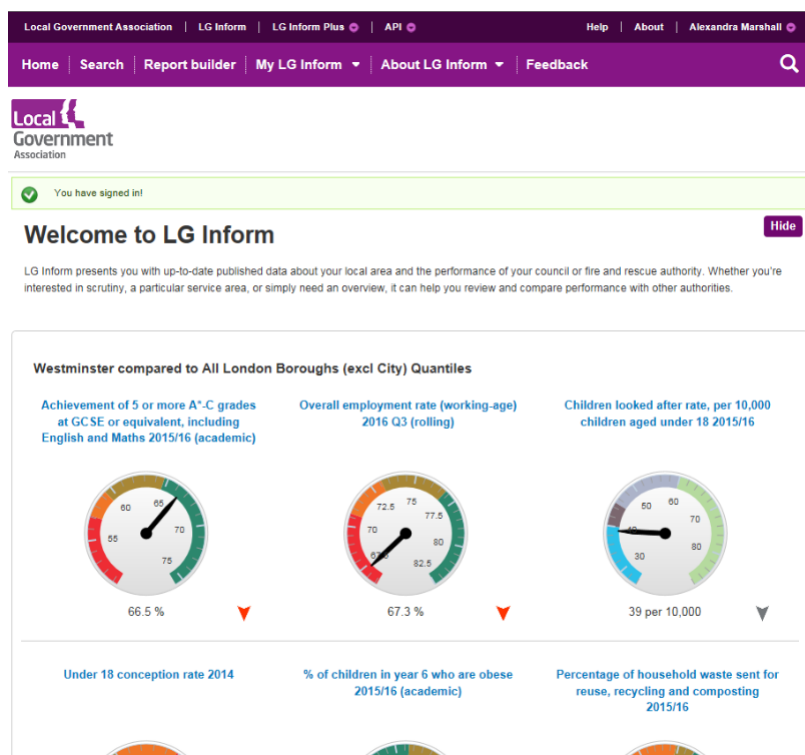 Local Government Association | LG Inform | LG Inform Plus | API Help | About | Alexandra Marshall
Home | Search | Report builder | My LG Inform | About LG Inform | Feedback
Local
Government
Association
You have signed in!
Welcome to LG Inform
Hide
LG Inform presents you with up-to-date published data about your local area and the performance of your council or fire and rescue authority. Whether you're
interested in scrutiny, a particular service area, or simply need an overview, it can help you review and compare performance with other authorities.
Westminster compared to All London Boroughs (excl City) Quantiles
Achievement of 5 or more A*-C grades
at GCSE or equivalent, including
English and Maths 2015/16 (academic)
55
60
65
70
75
66.5 %
Overall employment rate (working-age)
2016 Q3 (rolling)
70
72.5
75
77.5
80
82.5
67.3 %
Children looked after rate, per 10,000
children aged under 18 2015/16
30
50
60
70
80
39 per 10,000
Under 18 conception rate 2014
% of children in year 6 who are obese
2015/16 (academic)
Percentage of household waste sent for
reuse, recycling and composting
2015/16